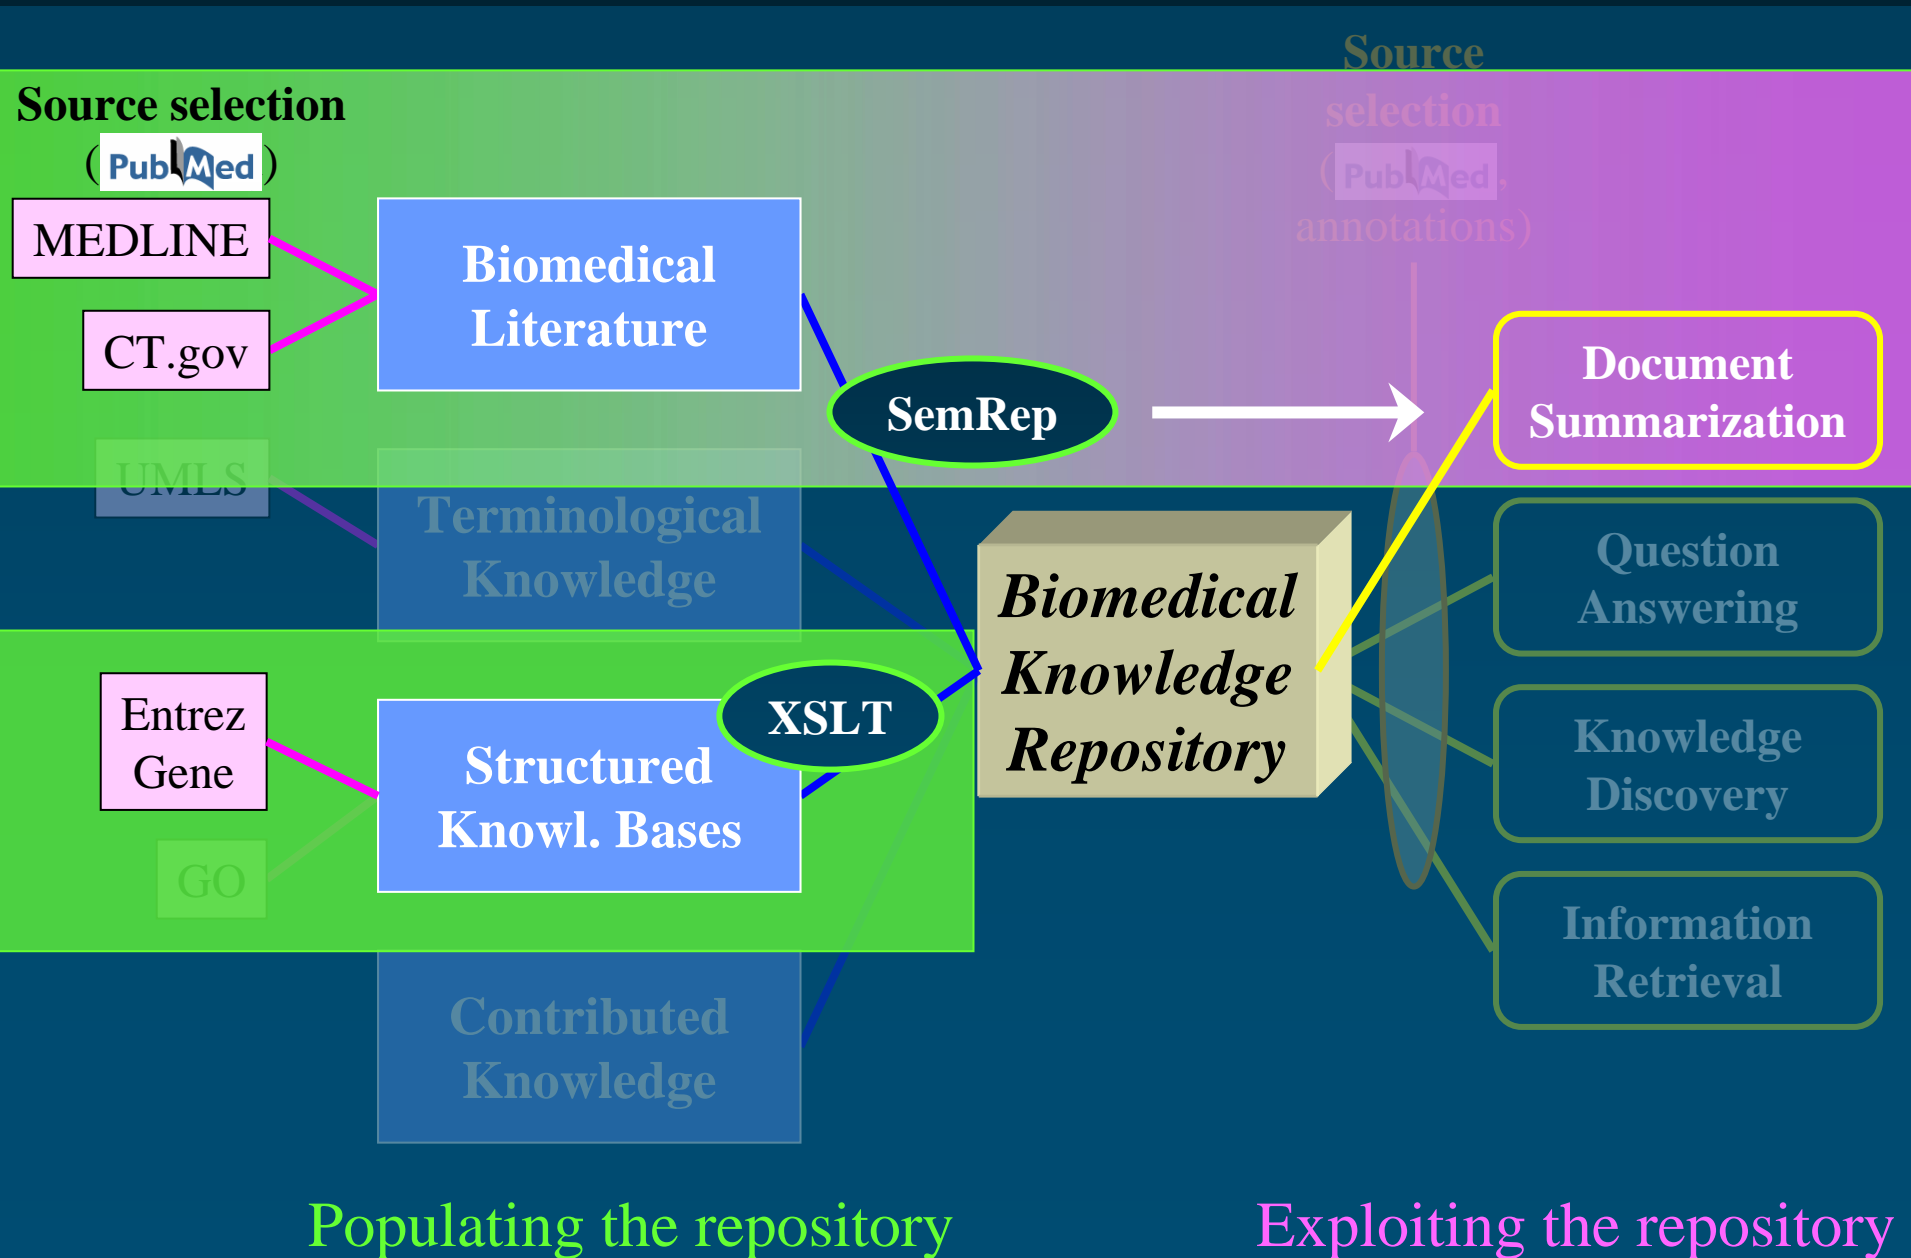 Source selection
(PubMed)
MEDLINE
CT.gov
UMLS
Entrez
Gene
GO
Biomedical
Literature
Terminological
Knowledge
Structured
Knowl. Bases
Contributed
Knowledge
SemRep
XSLT
Biomedical
Knowledge
Repository
Source
selection
(PubMed,
annotations)
Document
Summarization
Question
Answering
Knowledge
Discovery
Information
Retrieval
Populating the repository
Exploiting the repository